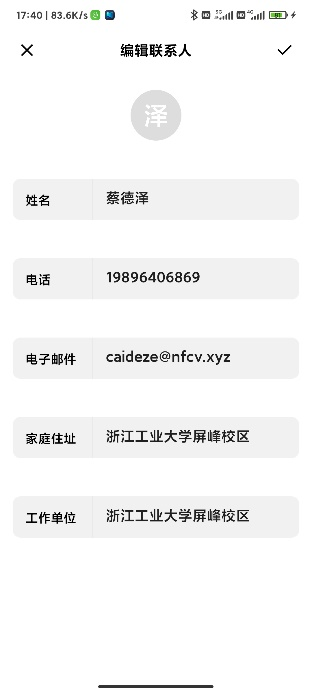 17:40 | 83.6K/s
编辑联系人
泽
姓名 蔡德泽
电话 19896406869
电子邮件 caideze@nfcv.xyz
家庭住址 浙江工业大学屏峰校区
工作单位 浙江工业大学屏峰校区